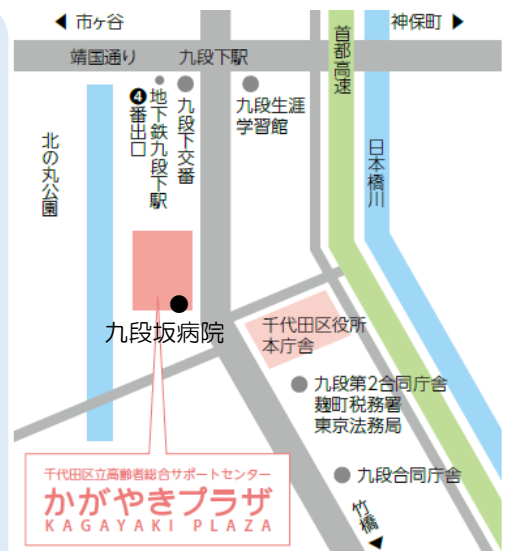 ◀ 市ヶ谷
神保町 ▶
靖国通り
九段下駅
首都高速
❹番出口
地下鉄九段下駅
九段下交番
九段生涯
学習館
北の丸公園
日本橋川
九段坂病院
千代田区役所
本庁舎
九段第2合同庁舎
麹町税務署
東京法務局
九段合同庁舎
竹橋
▼
千代田区立高齢者総合サポートセンター
かがやきプラザ
KAGAYAKI PLAZA